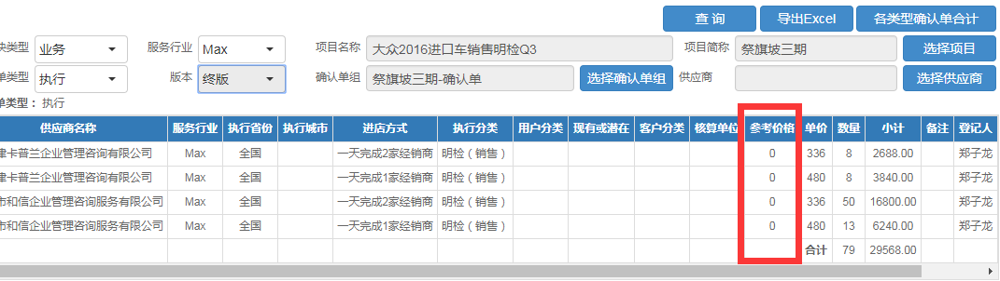 查 询 导出Excel 各类型确认单合计
块类型 业务 服务行业 Max 项目名称 大众2016进口车销售明检Q3 项目简称 祭旗坡三期 选择项目
单类型 执行 版本 终版 确认单组 祭旗坡三期-确认单 选择确认单组 供应商 选择供应商
单类型： 执行
供应商名称 服务行业 执行省份 执行城市 进店方式 执行分类 用户分类 现有或潜在 客户分类 核算单位 参考价格 单价 数量 小计 备注 登记人
津卡普兰企业管理咨询有限公司 Max 全国 一天完成2家经销商 明检（销售） 0 336 8 2688.00 郑子龙
津卡普兰企业管理咨询有限公司 Max 全国 一天完成1家经销商 明检（销售） 0 480 8 3840.00 郑子龙
市和信企业管理咨询服务有限公司 Max 全国 一天完成2家经销商 明检（销售） 0 336 50 16800.00 郑子龙
市和信企业管理咨询服务有限公司 Max 全国 一天完成1家经销商 明检（销售） 0 480 13 6240.00 郑子龙
合计 79 29568.00